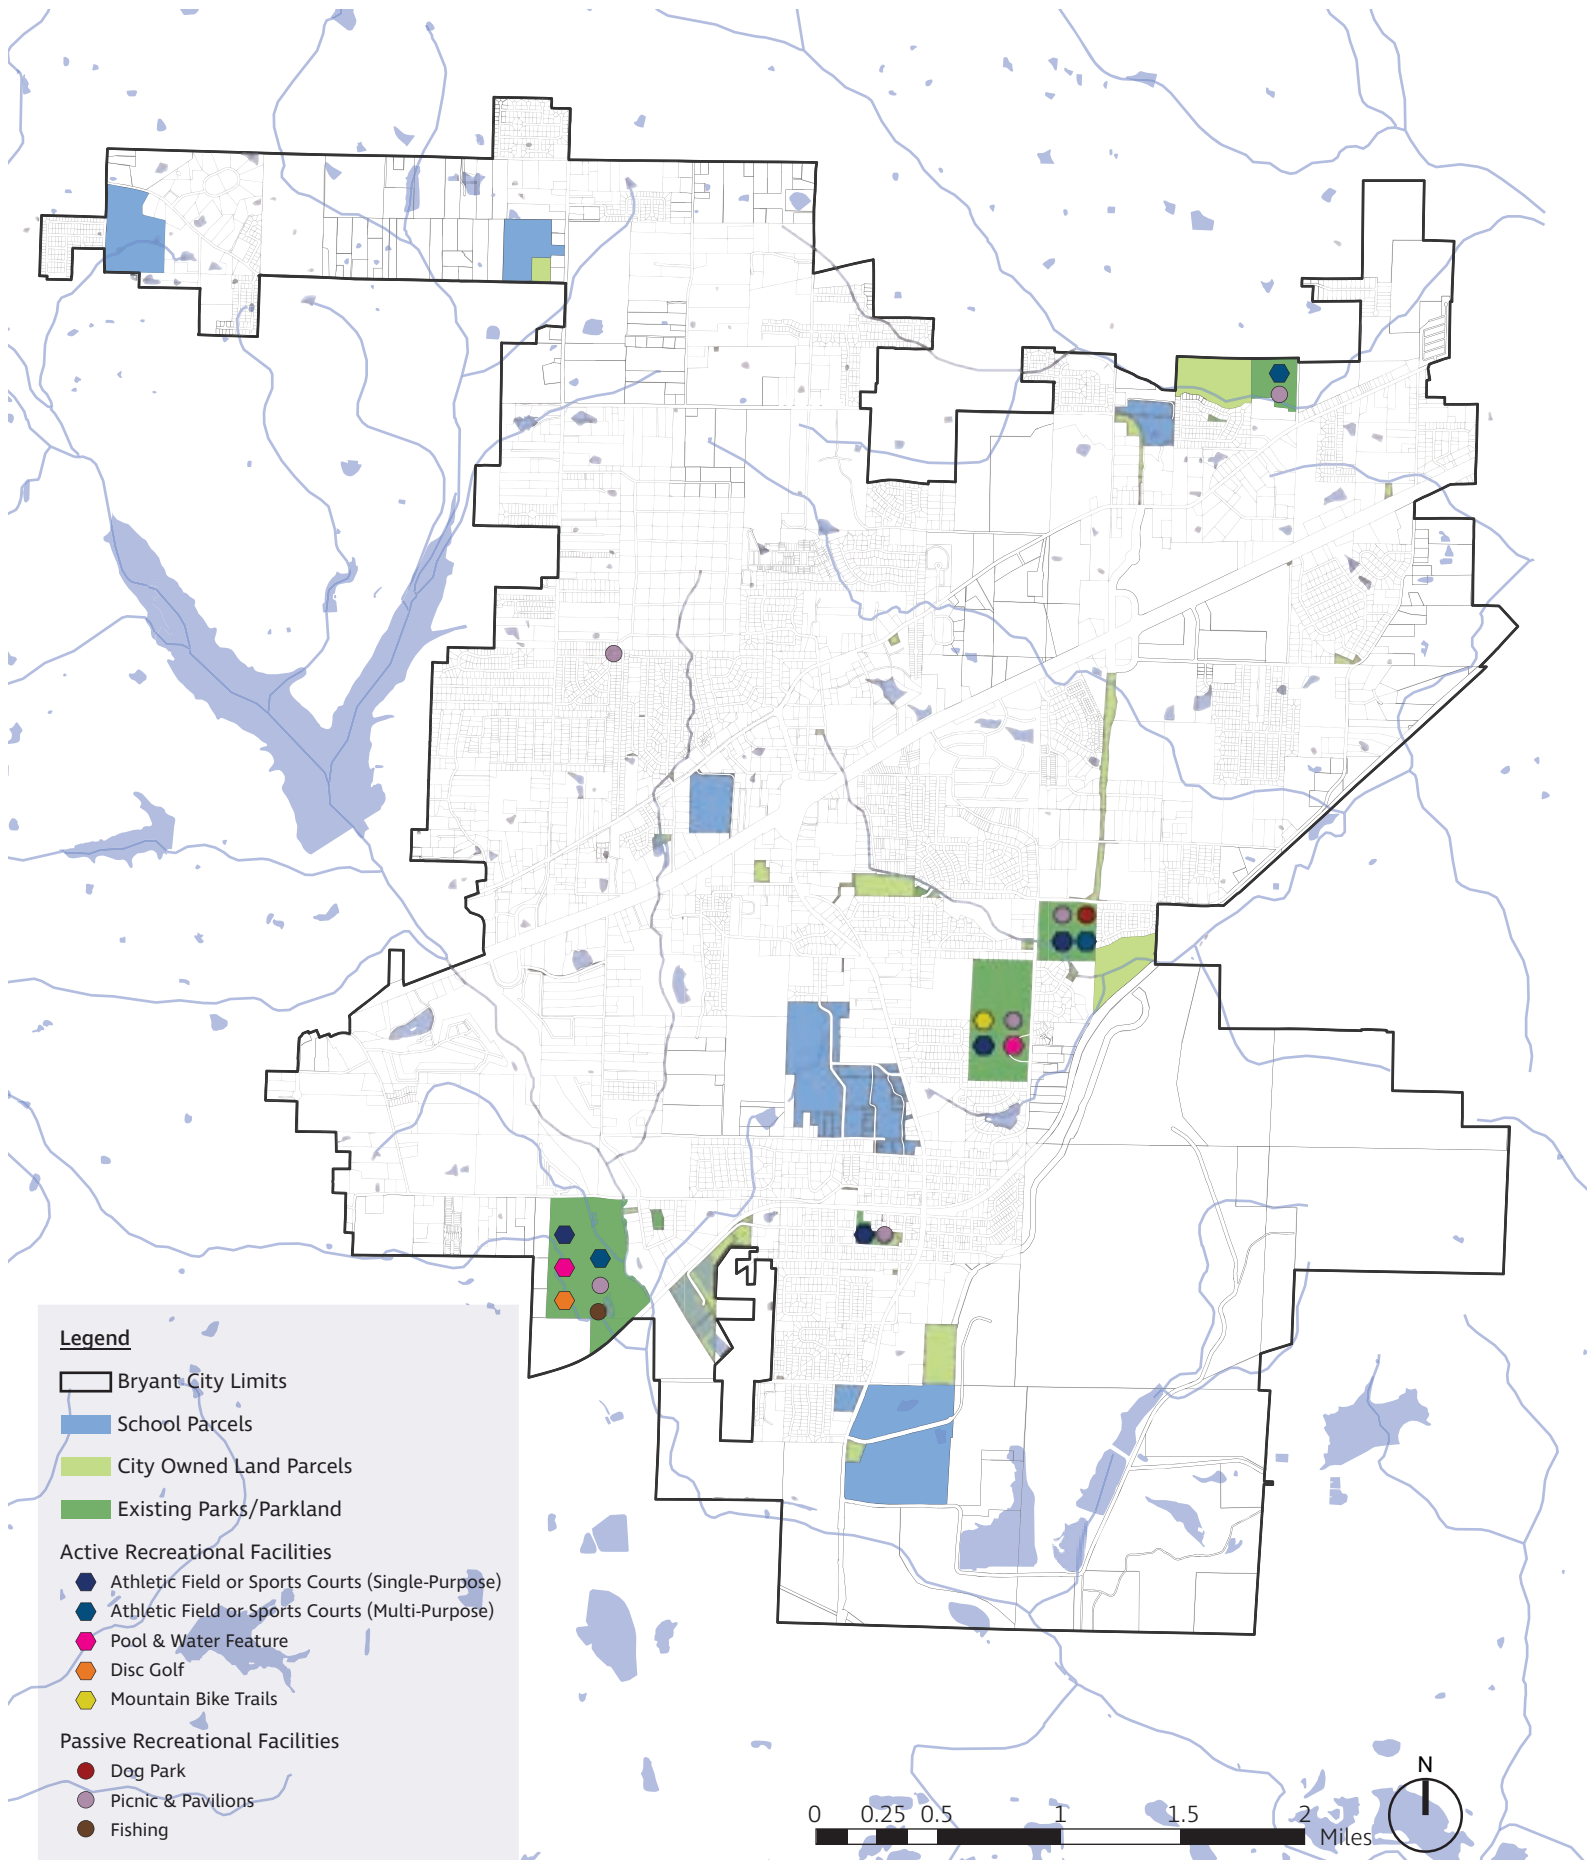 Legend
Bryant City Limits
School Parcels
City Owned Land Parcels
Existing Parks/Parkland
Active Recreational Facilities
Athletic Field or Sports Courts (Single-Purpose)
Athletic Field or Sports Courts (Multi-Purpose)
Pool & Water Feature
Disc Golf
Mountain Bike Trails
Passive Recreational Facilities
Dog Park
Picnic & Pavilions
Fishing
N
0 0.25 0.5 1 1.5 2
Miles